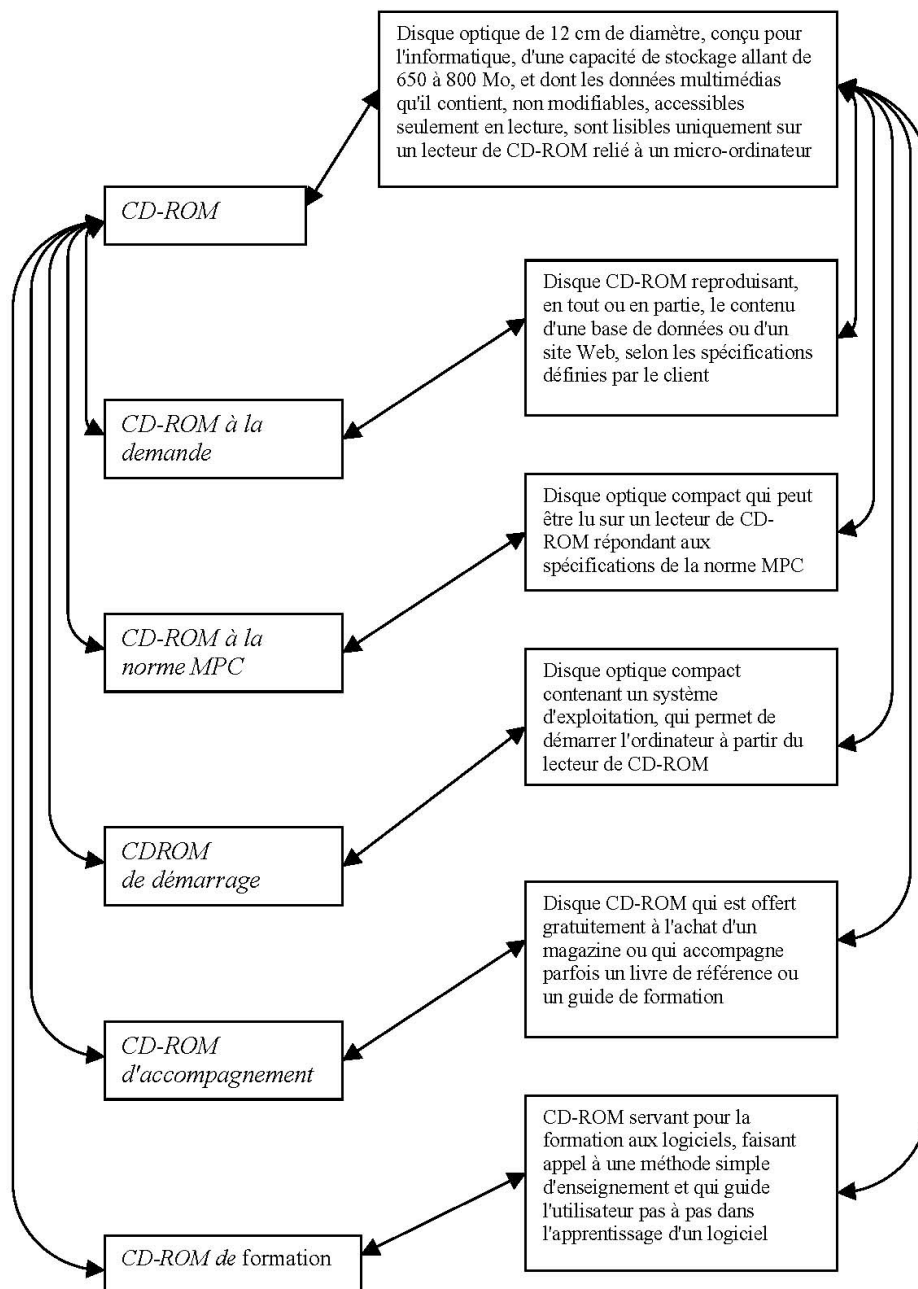 Disque optique de 12 cm de diamètre, conçu pour
l'informatique, d'une capacité de stockage allant de
650 à 800 Mo, et dont les données multimédias
qu'il contient, non modifiables, accessibles
seulement en lecture, sont lisibles uniquement sur
un lecteur de CD-ROM relié à un micro-ordinateur
CD-ROM
Disque CD-ROM reproduisant,
en tout ou en partie, le contenu
d'une base de données ou d'un
site Web, selon les spécifications
définies par le client
CD-ROM à la
demande
Disque optique compact qui peut
être lu sur un lecteur de CD-
ROM répondant aux
spécifications de la norme MPC
CD-ROM à la
norme MPC
Disque optique compact
contenant un système
d'exploitation, qui permet de
démarrer l'ordinateur à partir du
lecteur de CD-ROM
CDROM
de démarrage
Disque CD-ROM qui est offert
gratuitement à l'achat d'un
magazine ou qui accompagne
parfois un livre de référence ou
un guide de formation
CD-ROM
d'accompagnement
CD-ROM servant pour la
formation aux logiciels, faisant
appel à une méthode simple
d'enseignement et qui guide
l'utilisateur pas à pas dans
l'apprentissage d'un logiciel
CD-ROM de formation